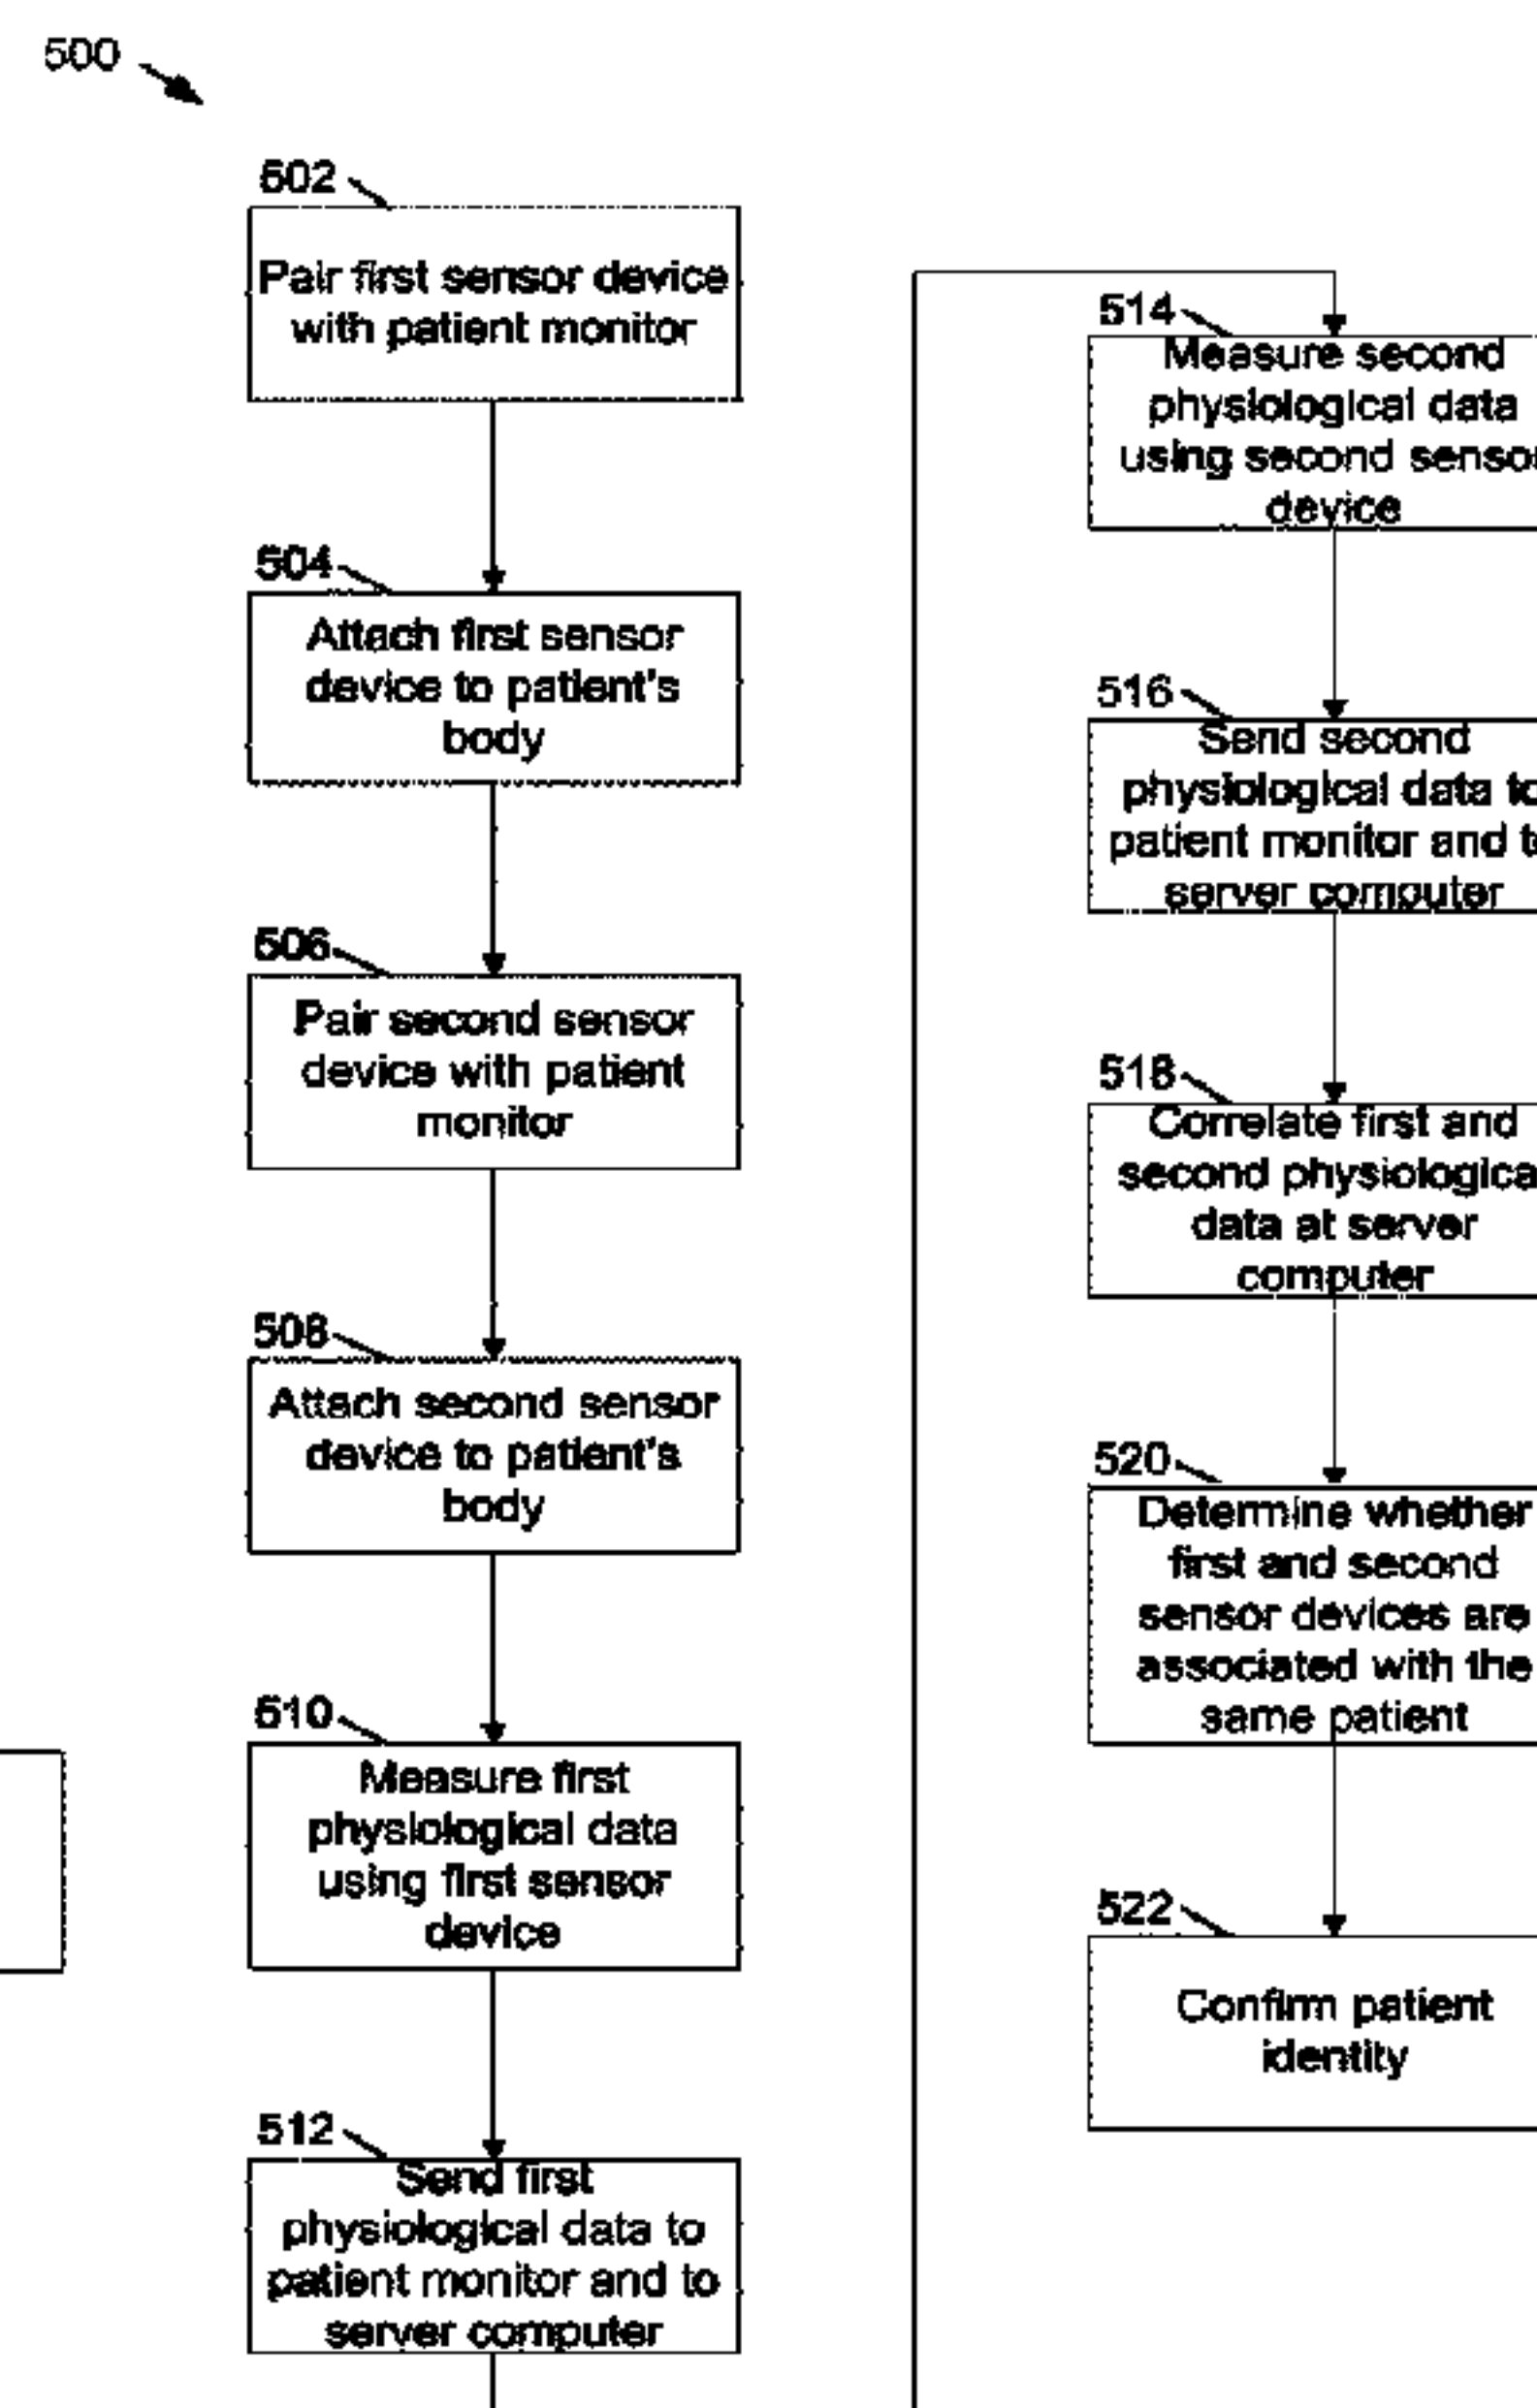 500
502
Pair first sensor device
with patient monitor
504
Attach first sensor
device to patient's
body
506
Pair second sensor
device with patient
monitor
508
Attach second sensor
device to patient's
body
510
Measure first
physiological data
using first sensor
device
512
Send first
physiological data to
patient monitor and to
server computer
514
Measure second
physiological data
using second senso
device
516
Send second
physiological data to
patient monitor and t
server computer
518
Correlate first and
second physiologica
data at server
computer
520
Determine whether
first and second
sensor devices are
associated with the
same patient
522
Confirm patient
identity